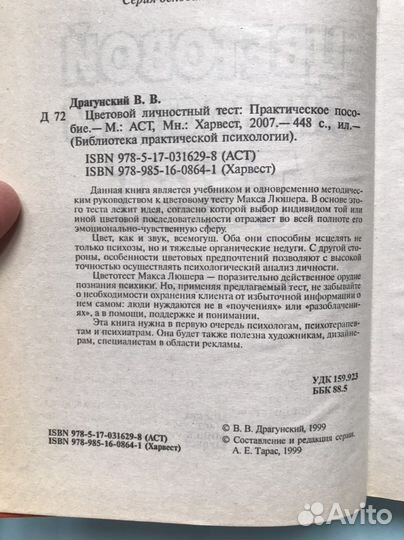 Серия основана
Драгунский В. В.
Д 72 Цветовой личностный тест: Практическое посо-
бие.— М.: АСТ, Мн.: Харвест, 2007.— 448 с., ил.—
(Библиотека практической психологии).
ISBN 978-5-17-031629-8 (АСТ)
ISBN 978-985-16-0864-1 (Харвест)
Данная книга является учебником и одновременно методичес-
ким руководством к цветовому тесту Макса Люшера. В основе
этого теста лежит идея, согласно которой выбор индивидом той или
иной цветовой последовательности отражает во всей полноте его
эмоционально-чувственную сферу.
Цвет, как и звук, всемогущ. Оба они способны исцелять не
только психозы, но и тяжелые органические недуги. С другой сто-
роны, особенности цветовых предпочтений позволяют с высокой
точностью осуществлять психологический анализ личности.
Цветотест Макса Люшера — поразительно действенное орудие
познания психики. Но, применяя предлагаемый тест, не забывайте
о необходимости охранения клиента от избыточной информации о
нем самом: люди нуждаются не в «поучениях» или «разоблачени-
ях», а в помощи, поддержке и понимании.
Эта книга нужна в первую очередь психологам, психотерапев-
там и психиатрам. Она будет также полезна художникам, дизайне-
рам, специалистам в области рекламы.
УДК 159.923
ББК 88.5
© В. В. Драгунский, 1999
© Составление и редакция серии.
А. Е. Тарас, 1999
ISBN 978-5-17-031629-8 (АСТ)
ISBN 978-985-16-0864-1 (Харвест)
Avito